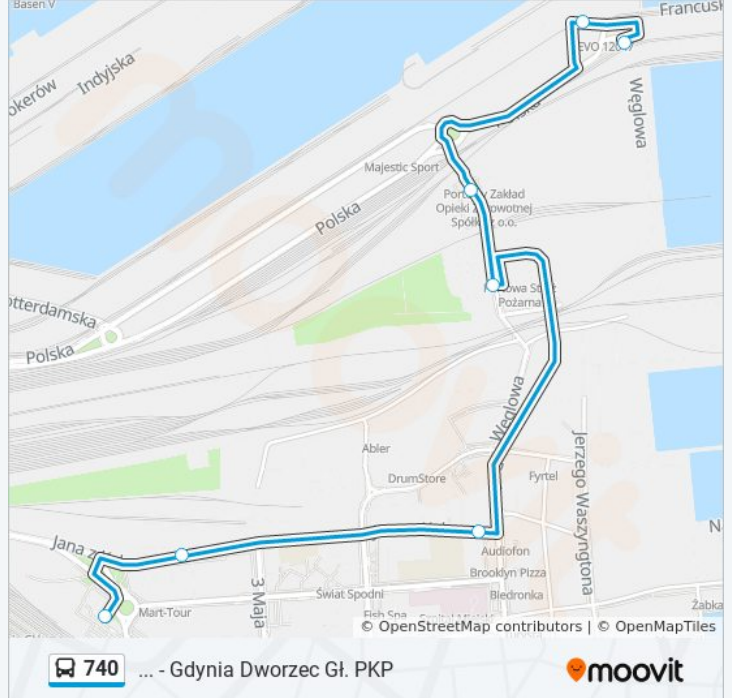 Basen V
Francusk
Indyjska
okerów
EVO 120
Węglowa
Majestic Sport
Polska
Zakład
Opieki
otterdamska
Pożarna
Polska
Węglowa
Abler
DrumStore
Fyrtel
Jerzego Waszyngtona
Jana z
Audiofon
Brooklyn Pizza
3 Maja
Świat Spodni
Biedronka
Mart-Tour
Żabka
© OpenStreetMap contributors | © OpenMapTiles
740 ... - Gdynia Dworzec Gł. PKP
moovit